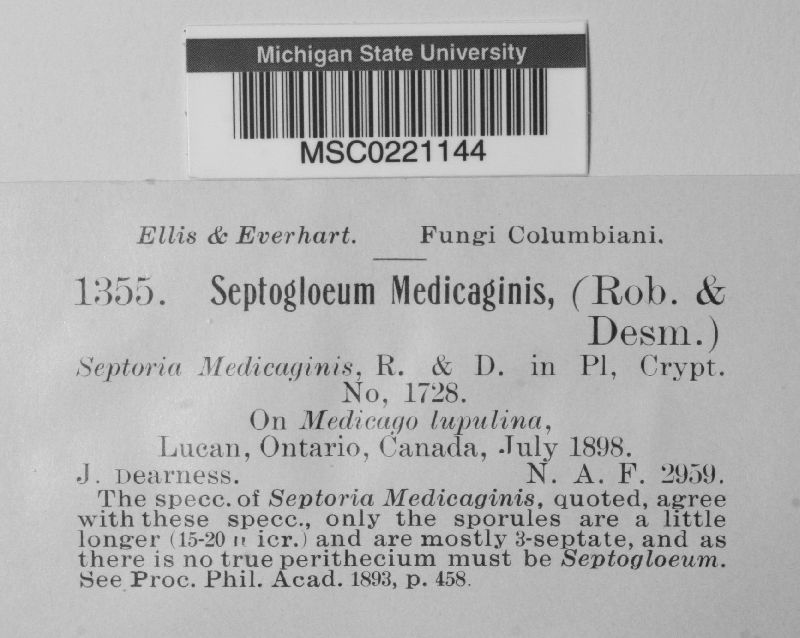 Michigan State University
MSC0221144
Ellis & Everhart. Fungi Columbiani.
1355. Septogloeum Medicaginis, (Rob. &
Desm.)
Septoria Medicaginis, R. & D. in Pl, Crypt.
No, 1728.
On Medicago lupulina,
Lucan, Ontario, Canada, July 1898.
J. Dearness. N. A. F. 2959.
The specc. of Septoria Medicaginis, quoted, agree
with these specc., only the sporules are a little
longer (15-20 icr.) and are mostly 3-septate, and as
there is no true perithecium must be Septogloeum.
See Proc. Phil. Acad. 1893, p. 458.